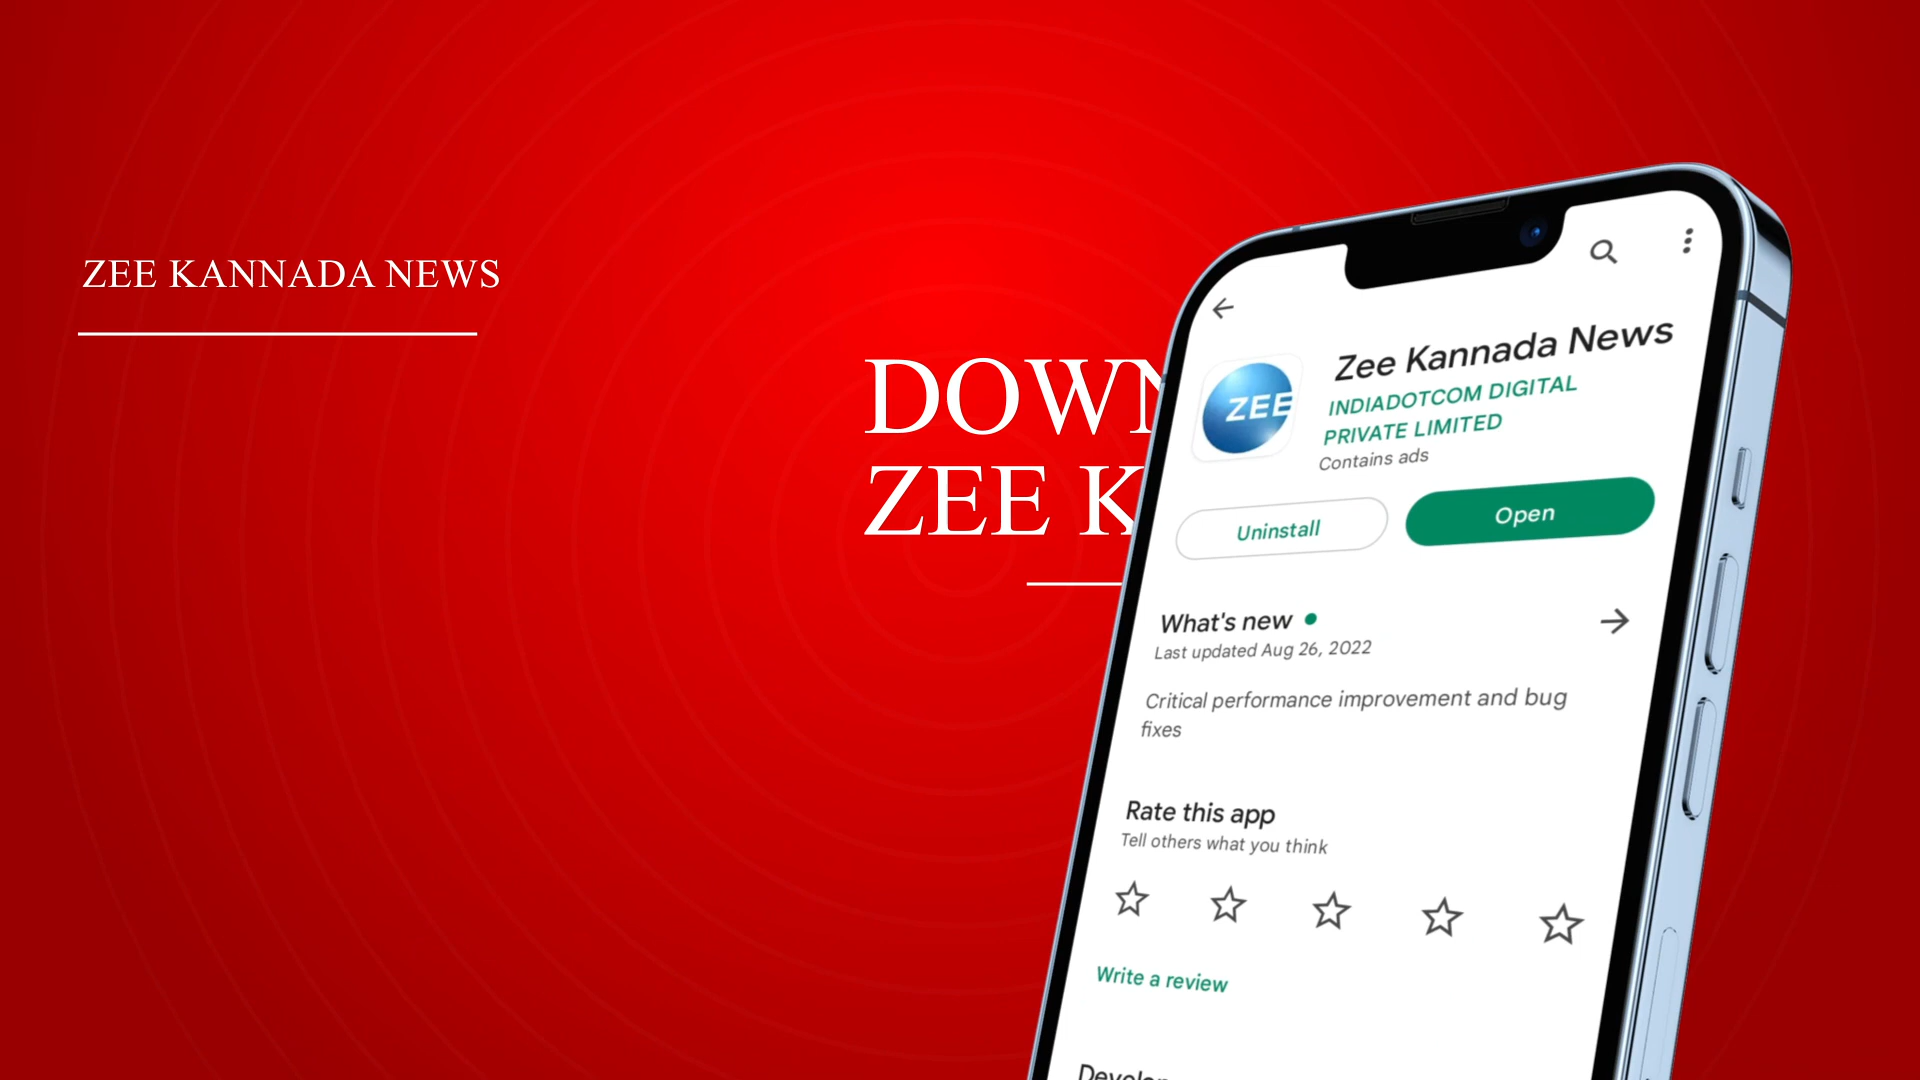 ZEE KANNADA NEWS
DOWN
ZEE K
Zee Kannada News
ZEE
INDIADOTCOM DIGITAL
PRIVATE LIMITED
Contains ads
Uninstall
Open
What's new
Last updated Aug 26, 2022
Critical performance improvement and bug
fixes
Rate this app
Tell others what you think
Write a review